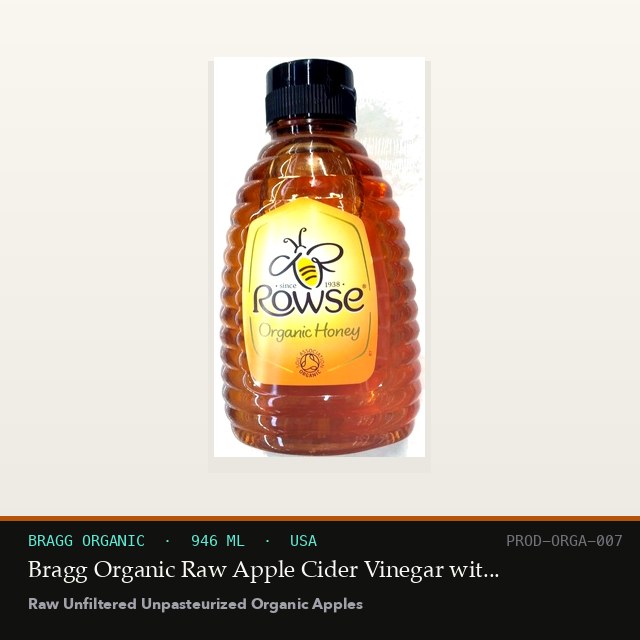 · since 1938 ·
Rowse®
Organic Honey
ORGANIC
BRAGG ORGANIC · 946 ML · USA
PROD–ORGA–007
Bragg Organic Raw Apple Cider Vinegar wit...
Raw Unfiltered Unpasteurized Organic Apples